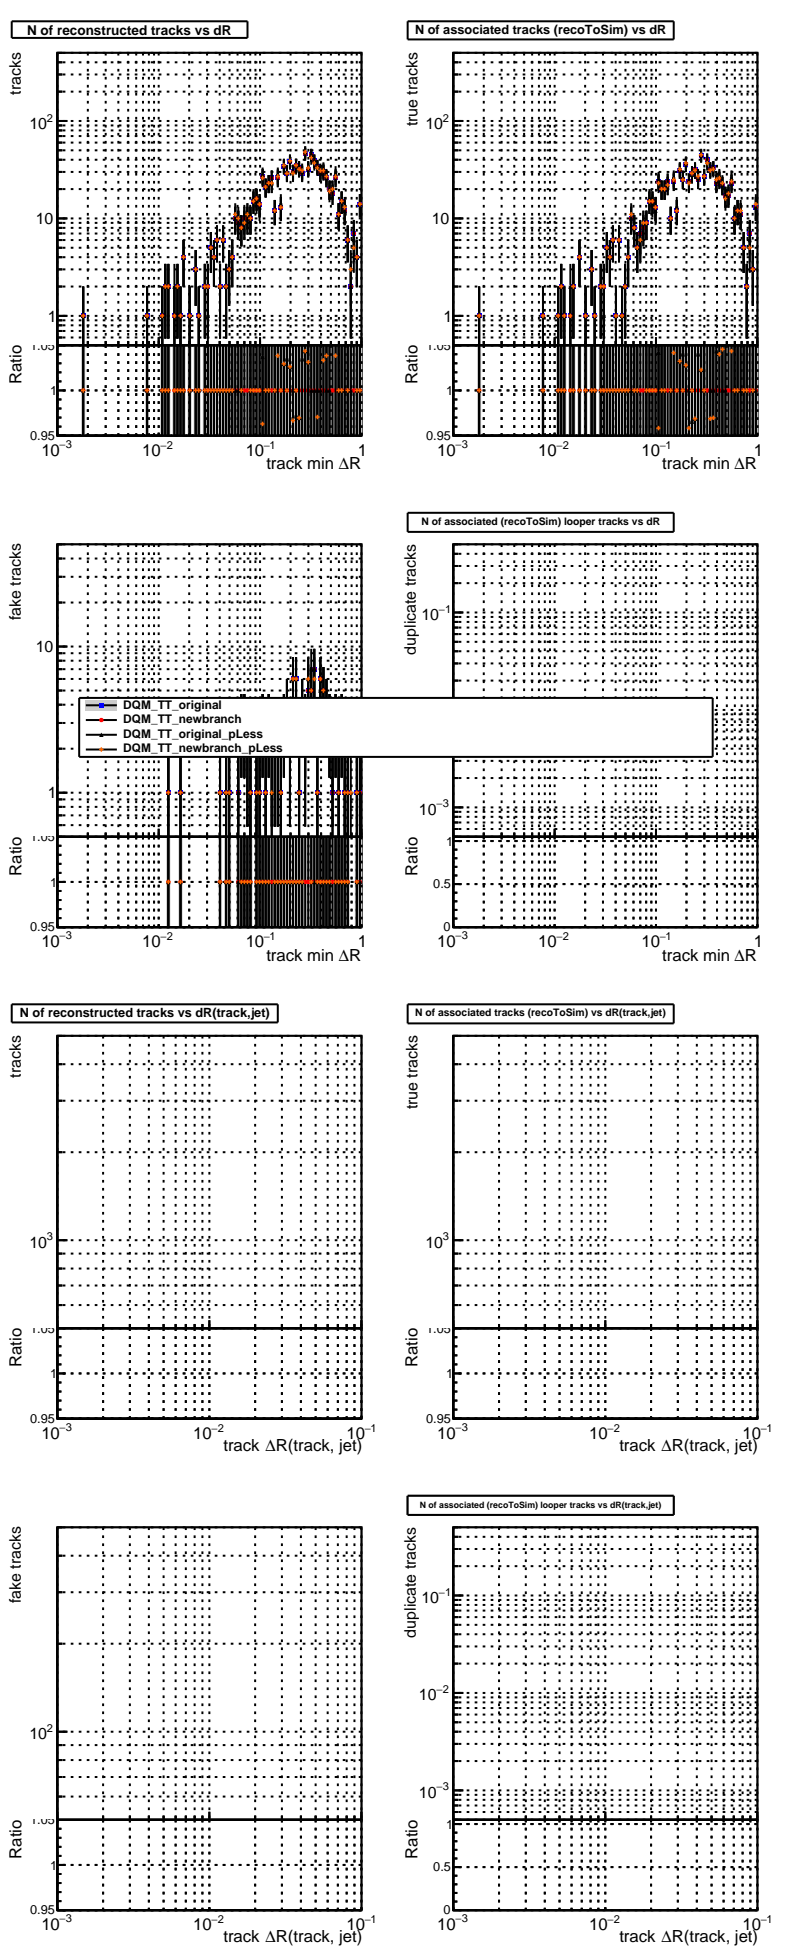 N of reconstructed tracks vs dR
tracks
10²
10
1
Ratio
1.05
1
0.95
10⁻³ 10⁻² 10⁻¹ 1
track min ΔR
N of associated tracks (recoToSim) vs dR
true tracks
10²
10
1
Ratio
1.05
1
0.95
10⁻³ 10⁻² 10⁻¹ 1
track min ΔR
fake tracks
10
1
Ratio
1.05
1
0.95
10⁻³ 10⁻² 10⁻¹ 1
track min ΔR
N of associated (recoToSim) looper tracks vs dR
duplicate tracks
10⁻¹
10⁻³
Ratio
1
0.5
0
10⁻³ 10⁻² 10⁻¹ 1
track min ΔR
DQM_TT_original
DQM_TT_newbranch
DQM_TT_original_pLess
DQM_TT_newbranch_pLess
N of reconstructed tracks vs dR(track,jet)
tracks
10³
Ratio
1.05
1
0.95
10⁻³ 10⁻² 10⁻¹
track ΔR(track, jet)
N of associated tracks (recoToSim) vs dR(track,jet)
true tracks
10³
Ratio
1.05
1
0.95
10⁻³ 10⁻² 10⁻¹
track ΔR(track, jet)
fake tracks
10²
Ratio
1.05
1
0.95
10⁻³ 10⁻² 10⁻¹
track ΔR(track, jet)
N of associated (recoToSim) looper tracks vs dR(track,jet)
duplicate tracks
10⁻¹
10⁻²
10⁻³
Ratio
1
0.5
0
10⁻³ 10⁻² 10⁻¹
track ΔR(track, jet)